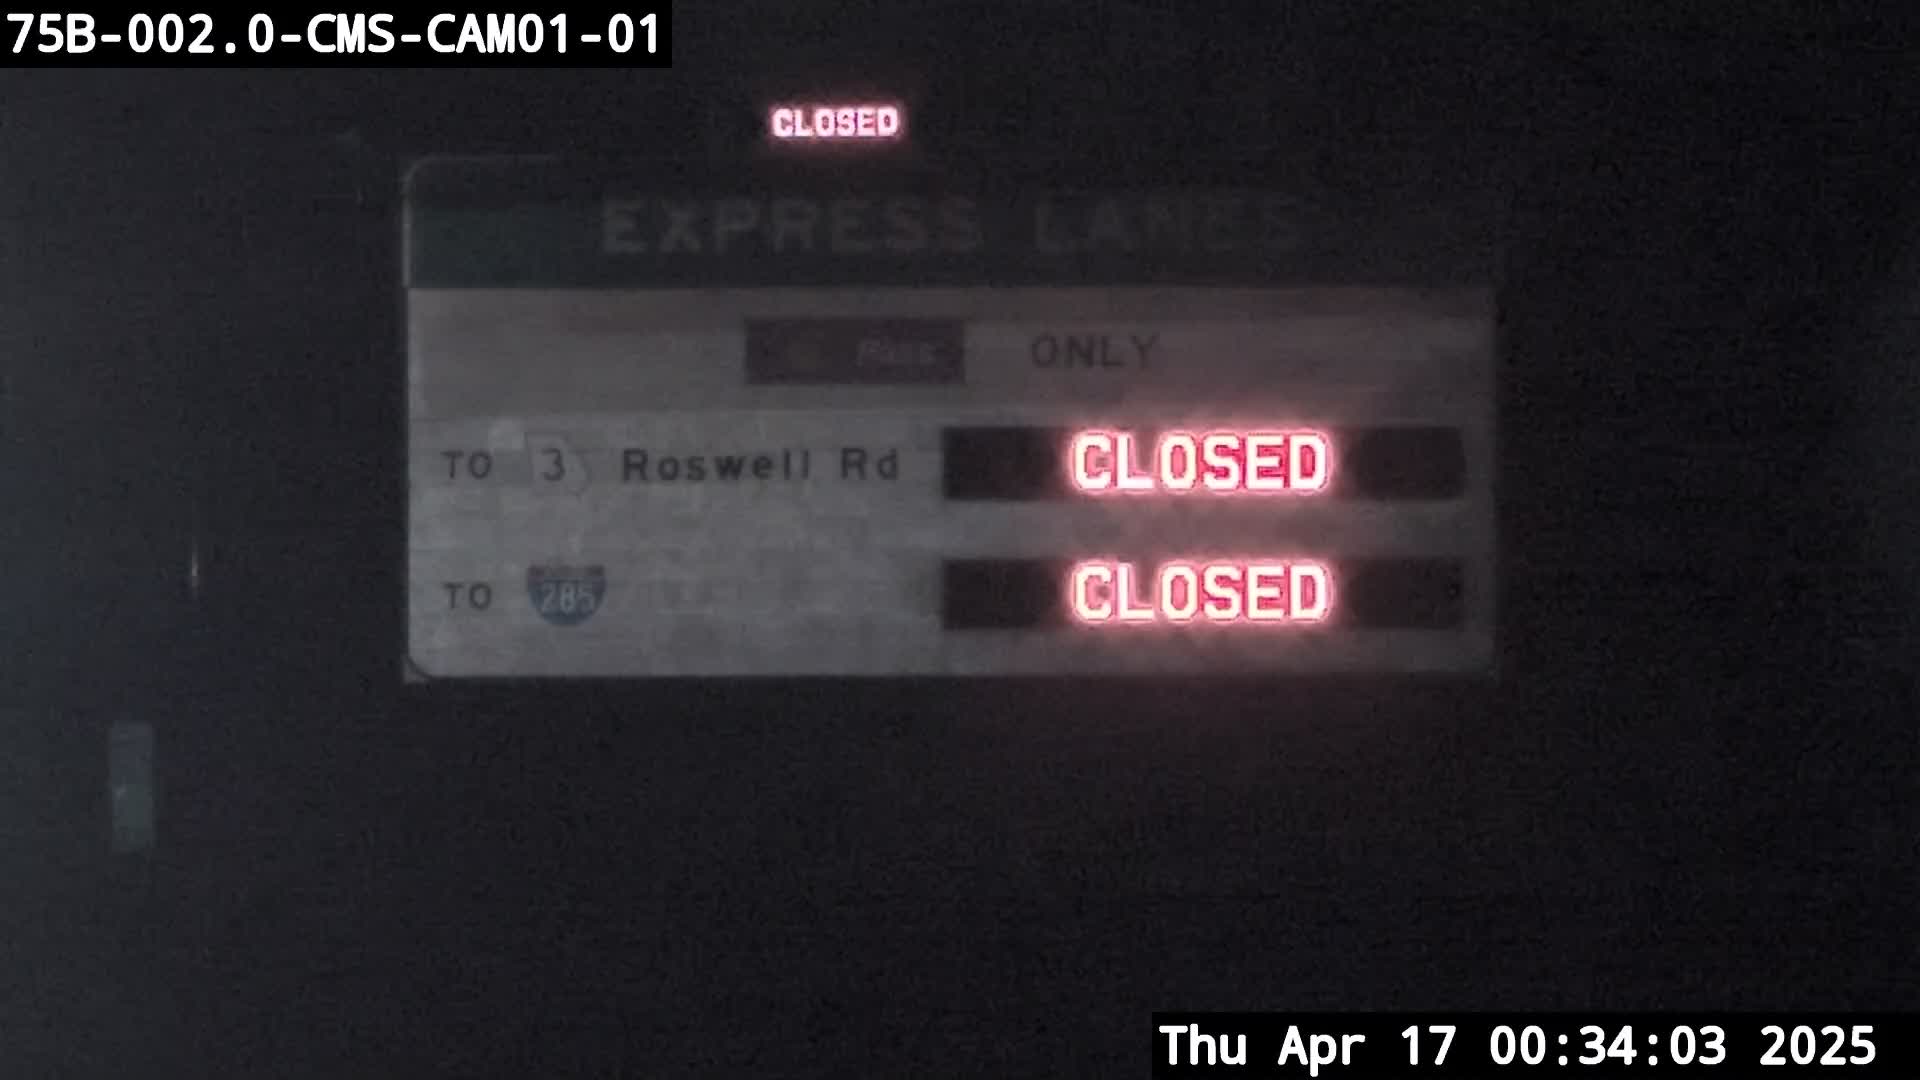 75B-002.0-CMS-CAM01-01
CLOSED
EXPRESS LANES
Pass ONLY
TO 3 Roswell Rd CLOSED
TO 285 CLOSED
Thu Apr 17 00:34:03 2025